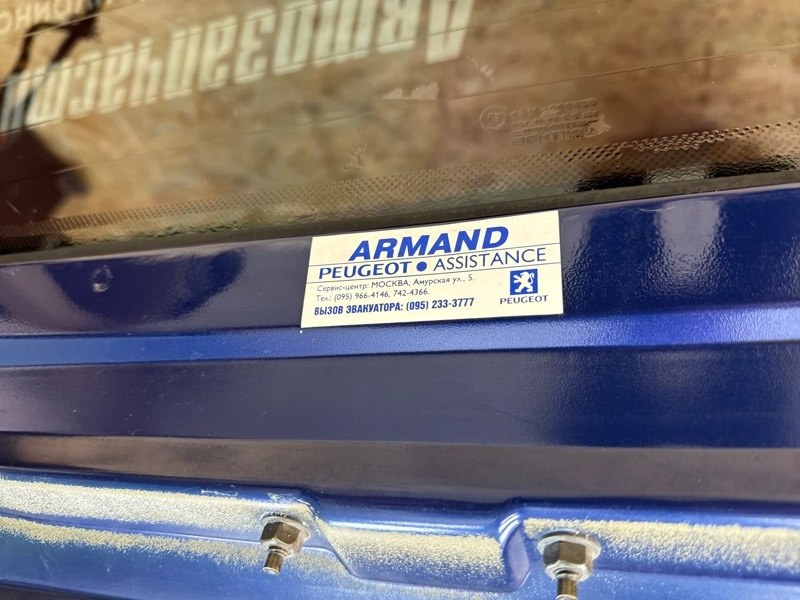 Автозапчасти
ARMAND
PEUGEOT • ASSISTANCE
Сервис-центр: МОСКВА, Амурская ул., 5.
Тел.: (095) 966-4146, 742-4366.
ВЫЗОВ ЭВАКУАТОРА: (095) 233-3777
PEUGEOT